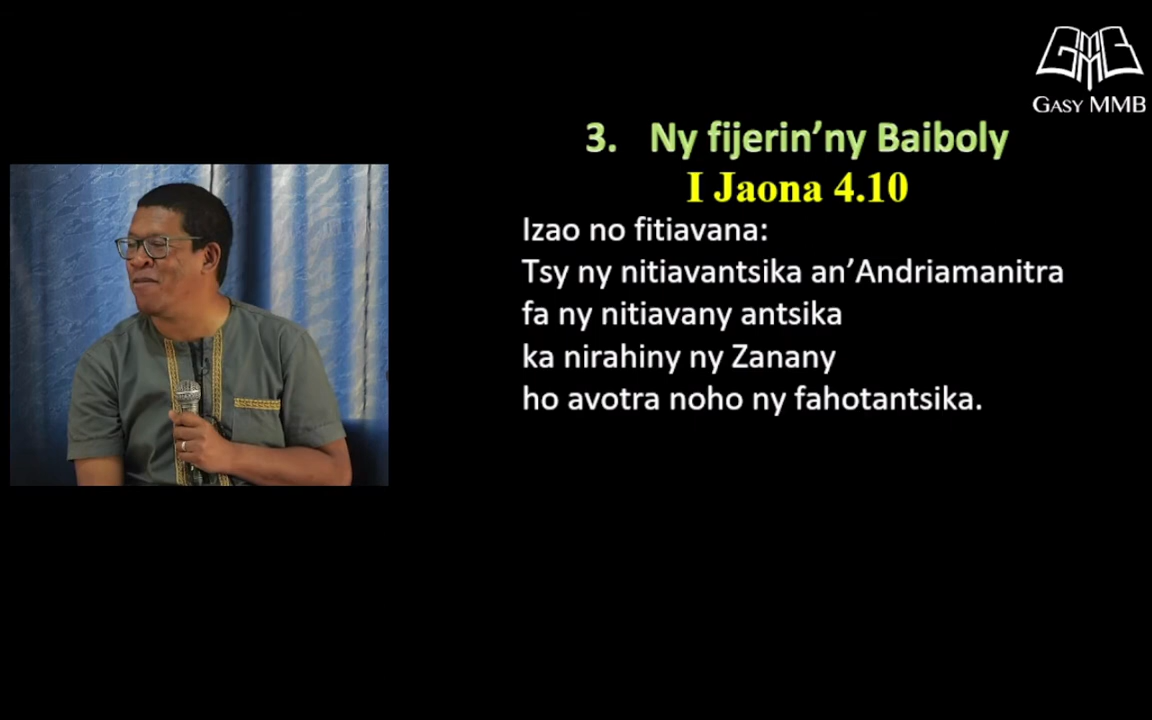 GMMB
GASY MMB
3. Ny fijerin’ny Baiboly
I Jaona 4.10
Izao no fitiavana:
Tsy ny nitiavantsika an’Andriamanitra
fa ny nitiavany antsika
ka nirahiny ny Zanany
ho avotra noho ny fahotantsika.